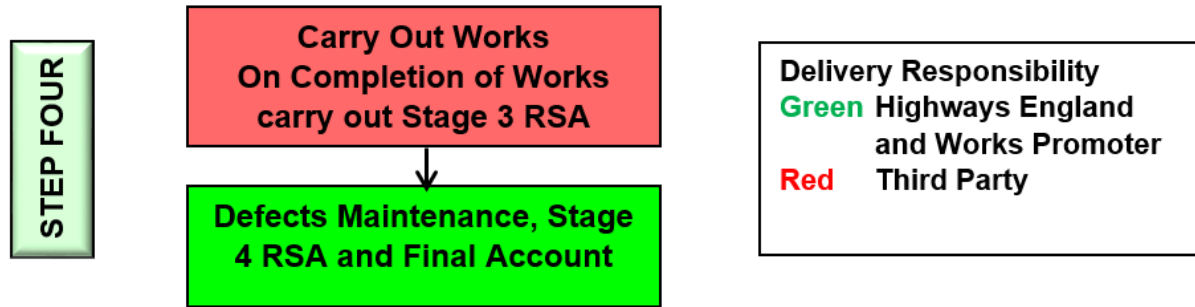 STEP FOUR
Carry Out Works
On Completion of Works
carry out Stage 3 RSA
Defects Maintenance, Stage
4 RSA and Final Account
Delivery Responsibility
Green Highways England
and Works Promoter
Red Third Party